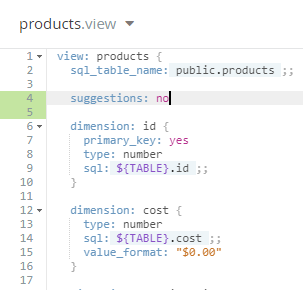 products.view
1 view: products {
2 sql_table_name: public.products ;;
3
4 suggestions: no
5
6 dimension: id {
7 primary_key: yes
8 type: number
9 sql: ${TABLE}.id ;;
10 }
11
12 dimension: cost {
13 type: number
14 sql: ${TABLE}.cost ;;
15 value_format: "$0.00"
16 }
17